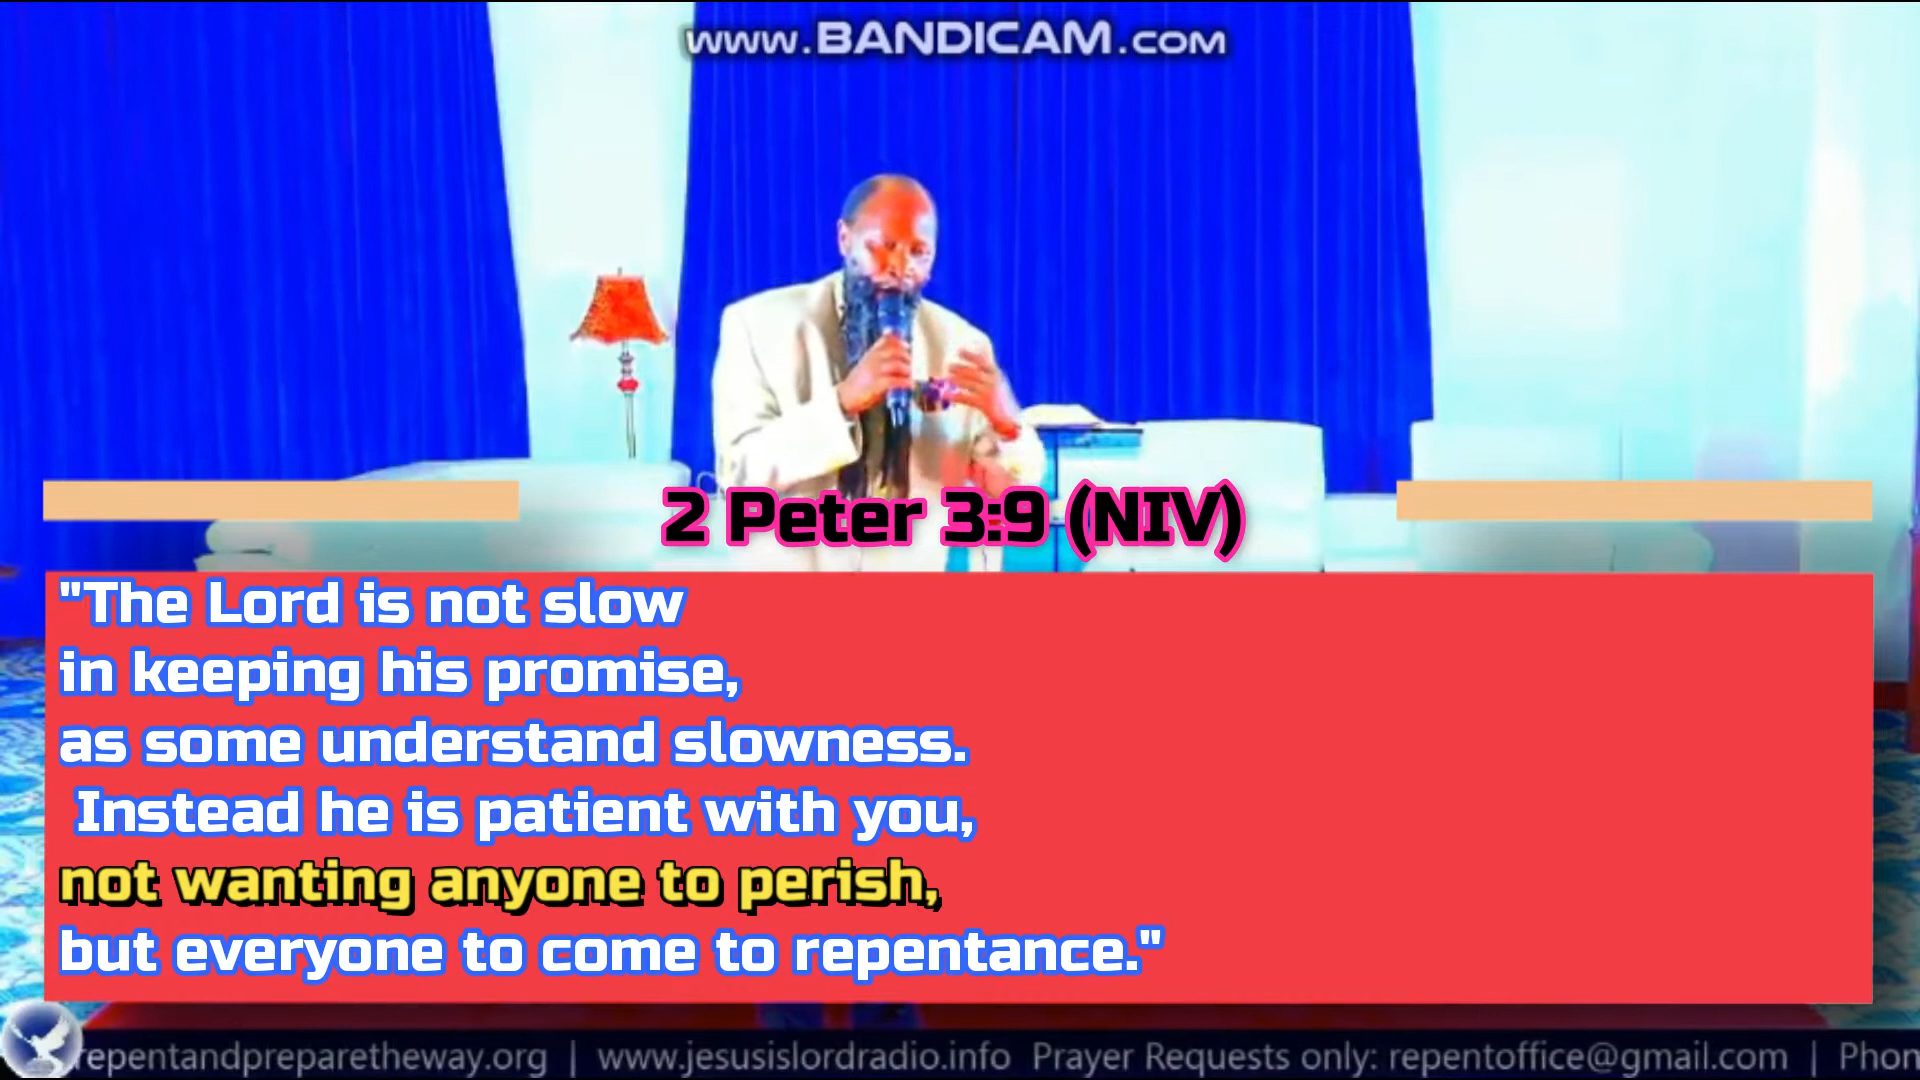 www.BANDICAM.com
2 Peter 3:9 (NIV)
"The Lord is not slow
in keeping his promise,
as some understand slowness.
Instead he is patient with you,
not wanting anyone to perish,
but everyone to come to repentance."
repentandpreparetheway.org | www.jesusislordradio.info Prayer Requests only: repentoffice@gmail.com | Phon